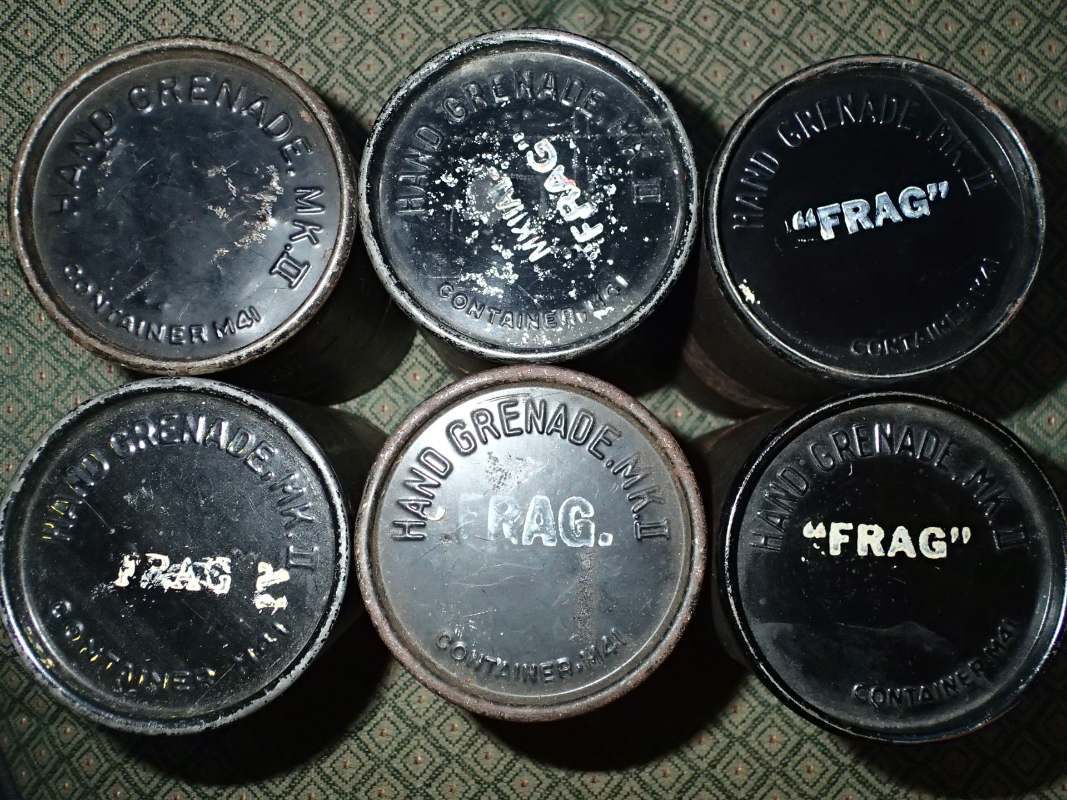 HAND GRENADE. MK. II
CONTAINER M41
HAND GRENADE. MK. II
MKIIA1
"FRAG"
CONTAINER. M41
HAND GRENADE. MK. II
"FRAG"
HAND GRENADE. MK. II
FRAG
CONTAINER. M41
HAND GRENADE. MK. II
FRAG.
CONTAINER. M41
HAND GRENADE. MK. II
"FRAG"
CONTAINER. M41